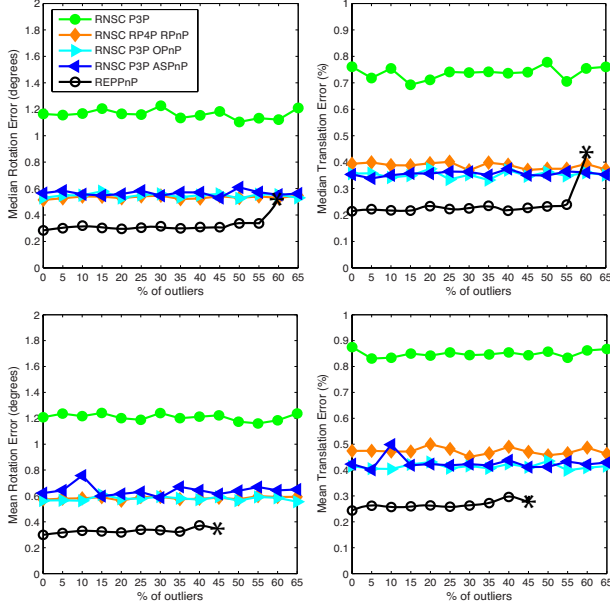 RNSC P3P
RNSC RP4P RPnP
RNSC P3P OPnP
RNSC P3P ASPnP
REPPnP
Median Rotation Error (degrees)
2
1.8
1.6
1.4
1.2
1
0.8
0.6
0.4
0.2
0
0 5 10 15 20 25 30 35 40 45 50 55 60 65
% of outliers
Median Translation Error (%)
1
0.9
0.8
0.7
0.6
0.5
0.4
0.3
0.2
0.1
0
0 5 10 15 20 25 30 35 40 45 50 55 60 65
% of outliers
Mean Rotation Error (degrees)
2
1.8
1.6
1.4
1.2
1
0.8
0.6
0.4
0.2
0
0 5 10 15 20 25 30 35 40 45 50 55 60 65
% of outliers
Mean Translation Error (%)
1
0.9
0.8
0.7
0.6
0.5
0.4
0.3
0.2
0.1
0
0 5 10 15 20 25 30 35 40 45 50 55 60 65
% of outliers